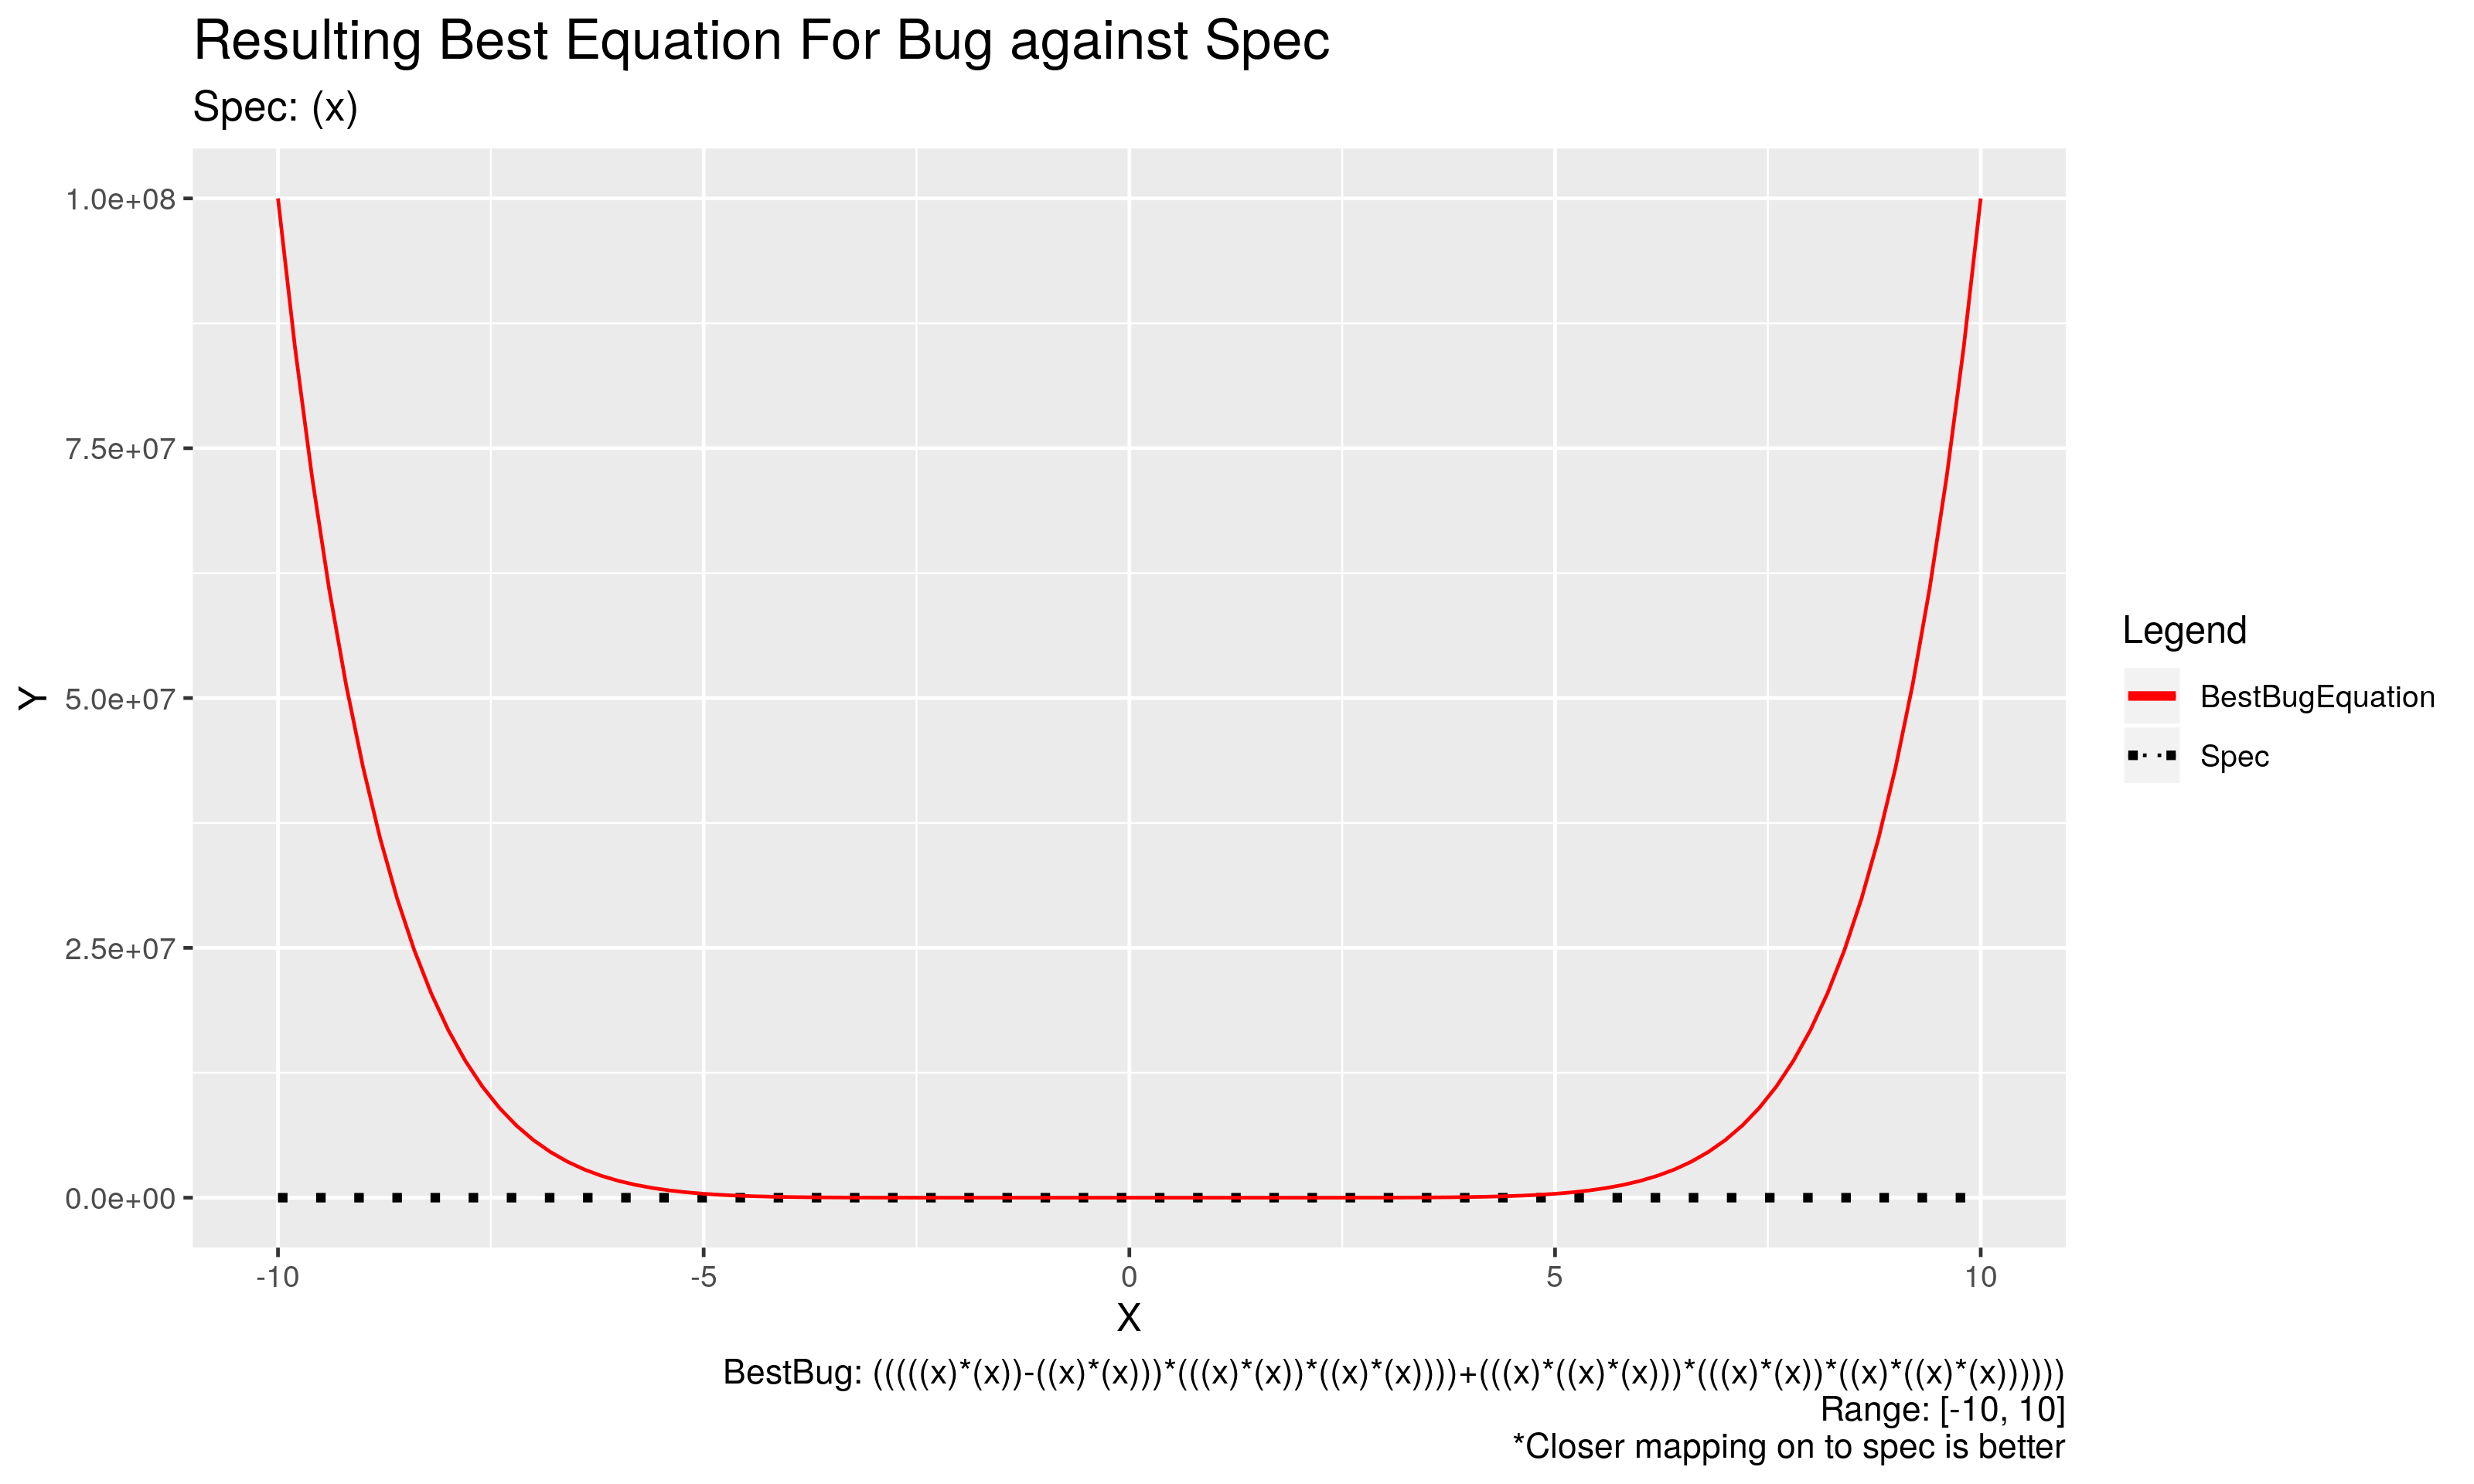 Resulting Best Equation For Bug against Spec
Spec: (x)
1.0e+08
7.5e+07
5.0e+07
2.5e+07
0.0e+00
Y
-10
-5
0
5
10
X
Legend
BestBugEquation
Spec
BestBug: (((((x)*(x))-((x)*(x)))*(((x)*(x))*((x)*(x))))+(((x)*((x)*(x)))*(((x)*(x))*((x)*((x)*(x))))))
Range: [-10, 10]
*Closer mapping on to spec is better